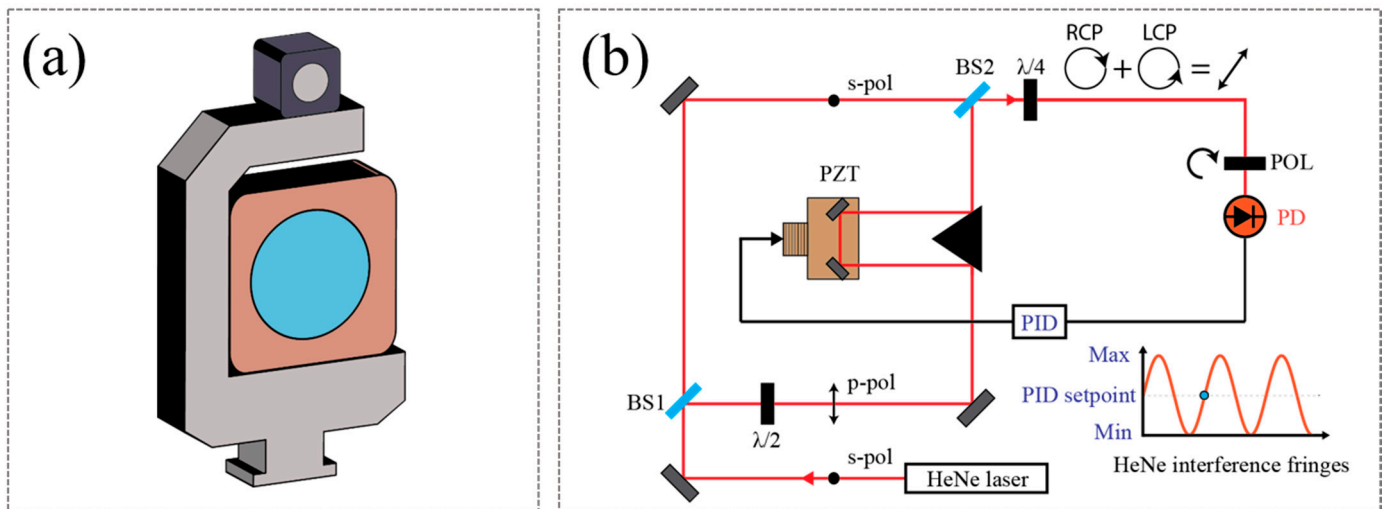 (a)
(b)
RCP LCP
+ =
BS2 λ/4
s-pol
PZT
POL
PD
PID
Max
PID setpoint
Min
HeNe interference fringes
BS1
p-pol
λ/2
s-pol
HeNe laser